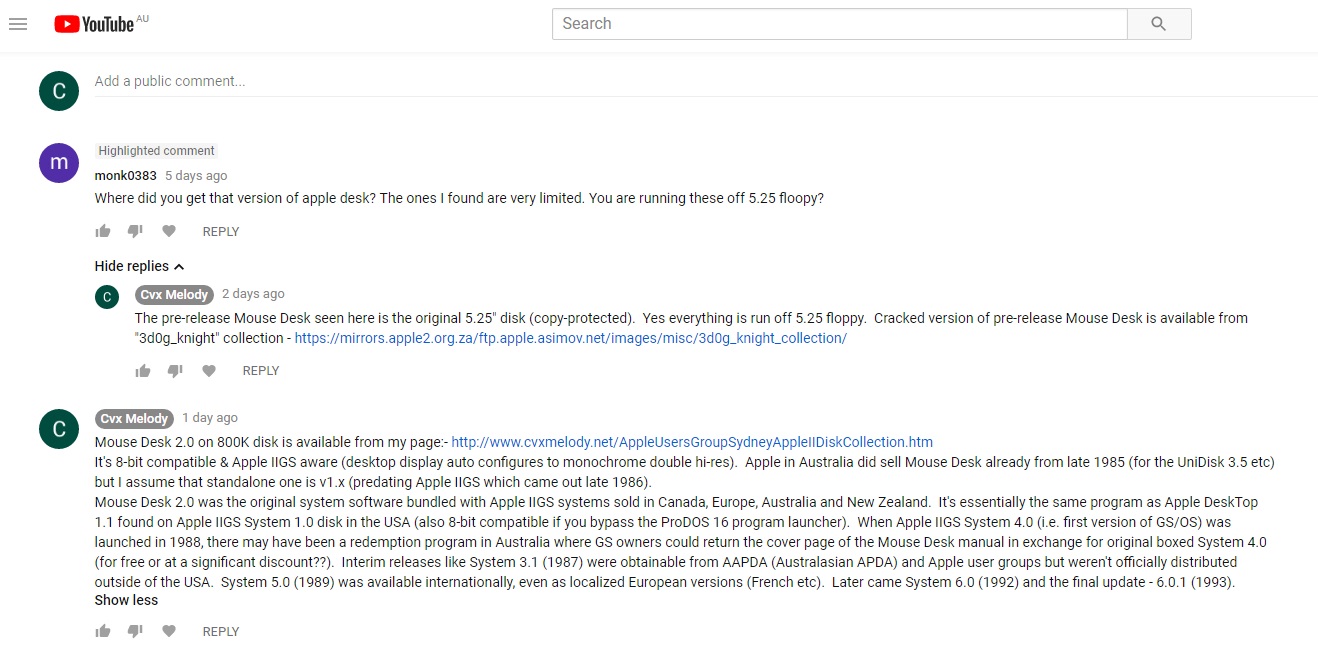 YouTube AU
Search
C
Add a public comment...
m
Highlighted comment
monk0383 5 days ago
Where did you get that version of apple desk? The ones I found are very limited. You are running these off 5.25 floopy?
REPLY
Hide replies
C
Cvx Melody 2 days ago
The pre-release Mouse Desk seen here is the original 5.25" disk (copy-protected).  Yes everything is run off 5.25 floppy.  Cracked version of pre-release Mouse Desk is available from
"3d0g_knight" collection - https://mirrors.apple2.org.za/ftp.apple.asimov.net/images/misc/3d0g_knight_collection/
REPLY
C
Cvx Melody 1 day ago
Mouse Desk 2.0 on 800K disk is available from my page:- http://www.cvxmelody.net/AppleUsersGroupSydneyAppleIIDiskCollection.htm
It's 8-bit compatible & Apple IIGS aware (desktop display auto configures to monochrome double hi-res).  Apple in Australia did sell Mouse Desk already from late 1985 (for the UniDisk 3.5 etc)
but I assume that standalone one is v1.x (predating Apple IIGS which came out late 1986).
Mouse Desk 2.0 was the original system software bundled with Apple IIGS systems sold in Canada, Europe, Australia and New Zealand.  It's essentially the same program as Apple DeskTop
1.1 found on Apple IIGS System 1.0 disk in the USA (also 8-bit compatible if you bypass the ProDOS 16 program launcher).  When Apple IIGS System 4.0 (i.e. first version of GS/OS) was
launched in 1988, there may have been a redemption program in Australia where GS owners could return the cover page of the Mouse Desk manual in exchange for original boxed System 4.0
(for free or at a significant discount??).  Interim releases like System 3.1 (1987) were obtainable from AAPDA (Australasian APDA) and Apple user groups but weren't officially distributed
outside of the USA.  System 5.0 (1989) was available internationally, even as localized European versions (French etc).  Later came System 6.0 (1992) and the final update - 6.0.1 (1993).
Show less
REPLY